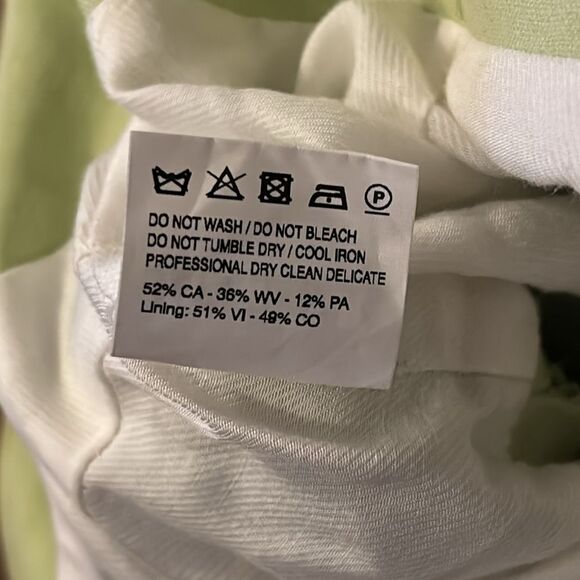 P
DO NOT WASH / DO NOT BLEACH
DO NOT TUMBLE DRY / COOL IRON
PROFESSIONAL DRY CLEAN DELICATE
52% CA - 36% WV - 12% PA
Lining: 51% VI - 49% CO